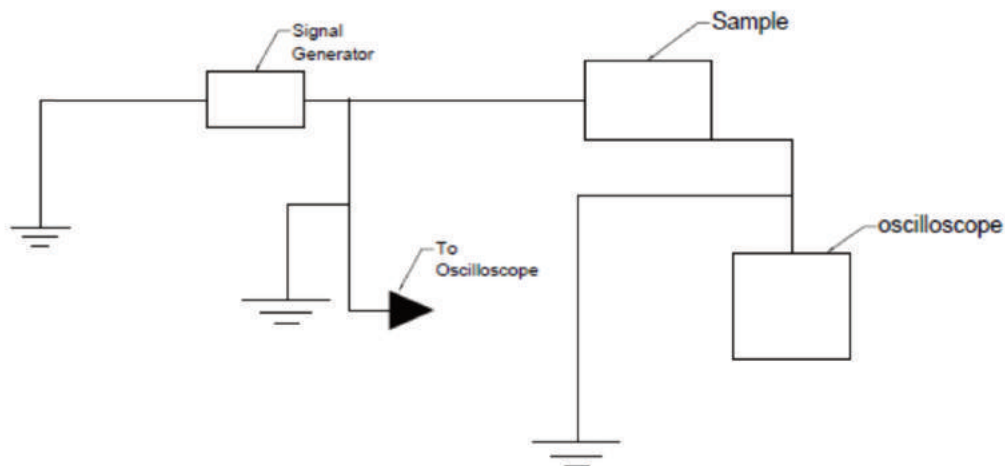 Signal
Generator
Sample
To
Oscilloscope
oscilloscope